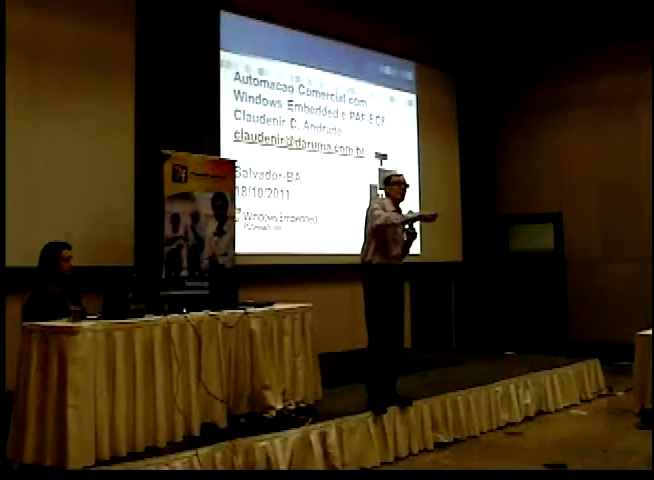 Automacao Comercial com
Windows Embedded e PAF-ECF
Claudenir C. Andrade
claudenir@daruma.com.br
Salvador-BA
18/10/2011
Windows Embedded